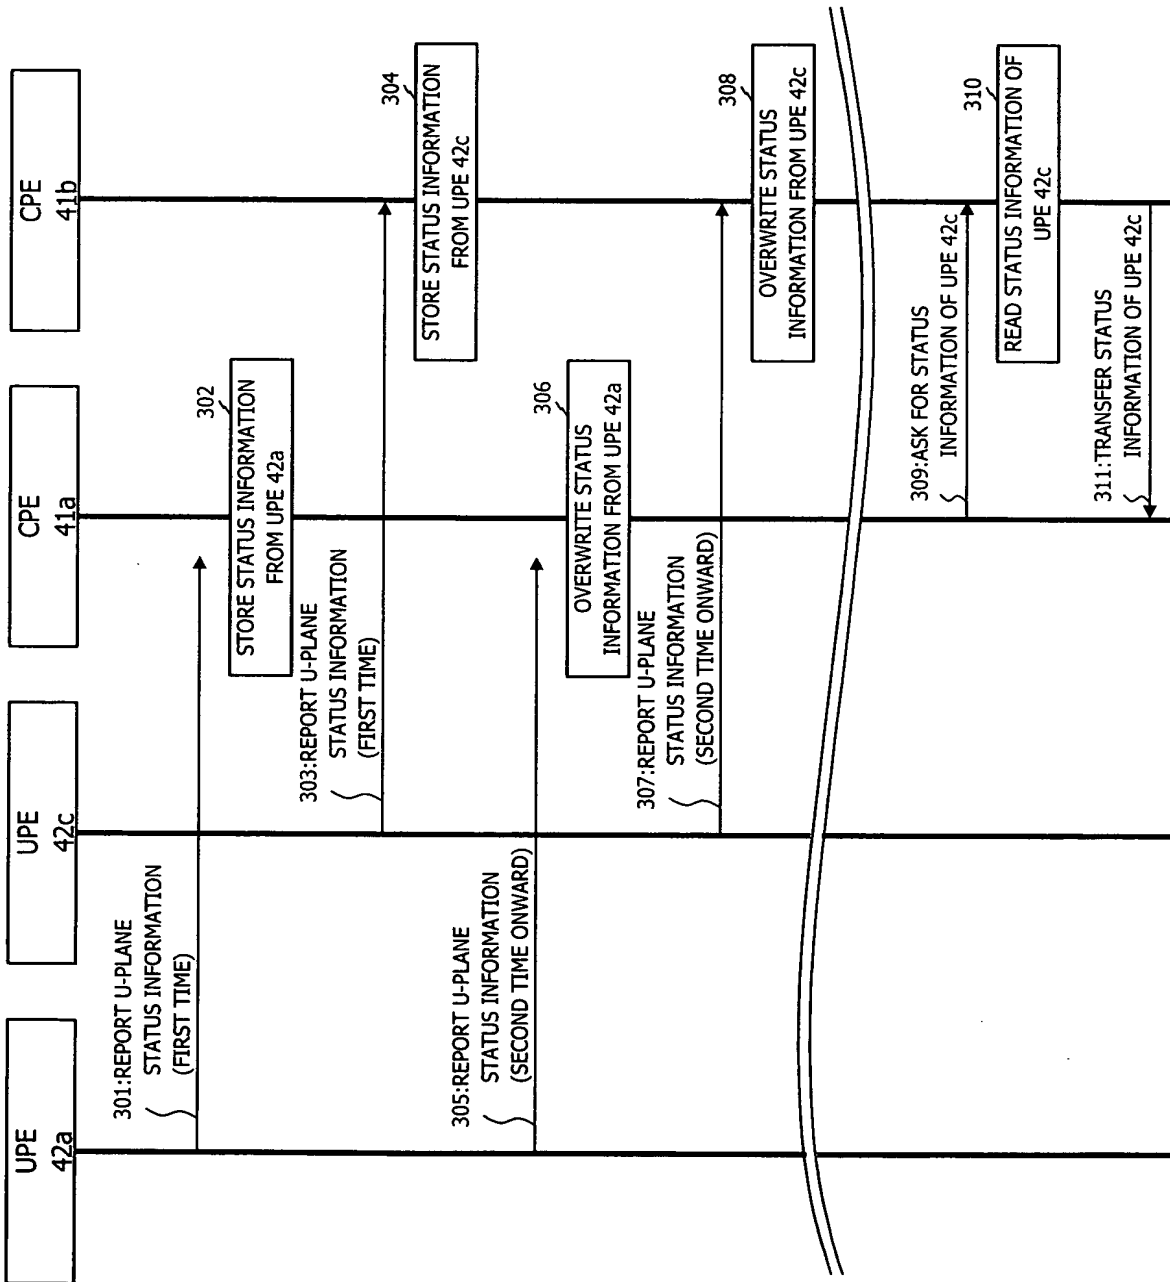 UPE
42a
UPE
42c
CPE
41a
CPE
41b
301:REPORT U-PLANE
STATUS INFORMATION
(FIRST TIME)
302
STORE STATUS INFORMATION
FROM UPE 42a
303:REPORT U-PLANE
STATUS INFORMATION
(FIRST TIME)
304
STORE STATUS INFORMATION
FROM UPE 42c
305:REPORT U-PLANE
STATUS INFORMATION
(SECOND TIME ONWARD)
306
OVERWRITE STATUS
INFORMATION FROM UPE 42a
307:REPORT U-PLANE
STATUS INFORMATION
(SECOND TIME ONWARD)
308
OVERWRITE STATUS
INFORMATION FROM UPE 42c
309:ASK FOR STATUS
INFORMATION OF UPE 42c
310
READ STATUS INFORMATION OF
UPE 42c
311:TRANSFER STATUS
INFORMATION OF UPE 42c